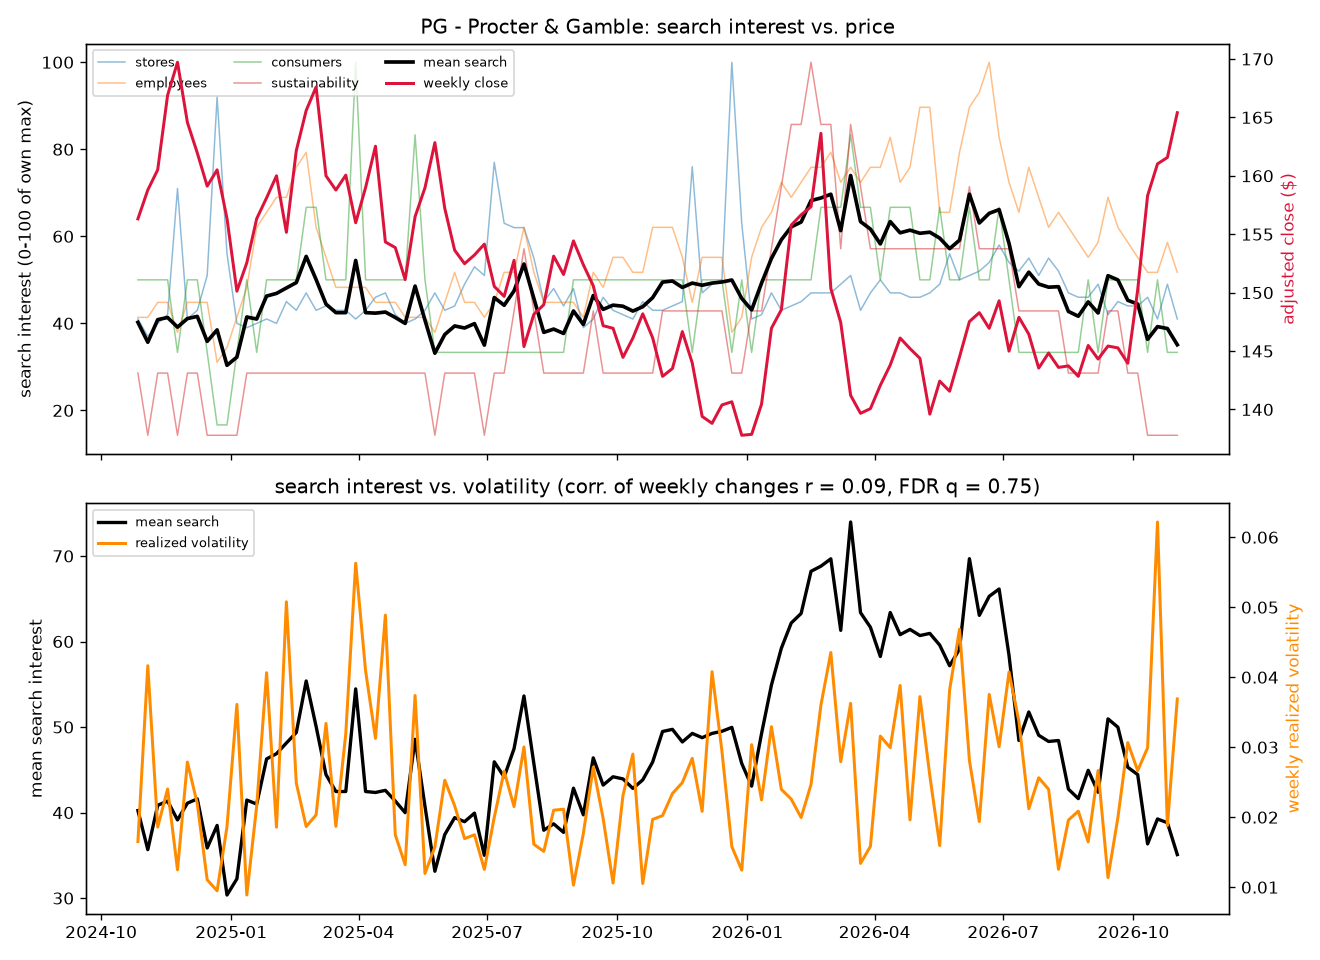 PG - Procter & Gamble: search interest vs. price
search interest (0-100 of own max)
100
80
60
40
20
stores
employees
consumers
sustainability
mean search
weekly close
170
165
160
155
150
145
140
adjusted close ($)
search interest vs. volatility (corr. of weekly changes r = 0.09, FDR q = 0.75)
mean search interest
70
60
50
40
30
mean search
realized volatility
0.06
0.05
0.04
0.03
0.02
0.01
weekly realized volatility
2024-10
2025-01
2025-04
2025-07
2025-10
2026-01
2026-04
2026-07
2026-10